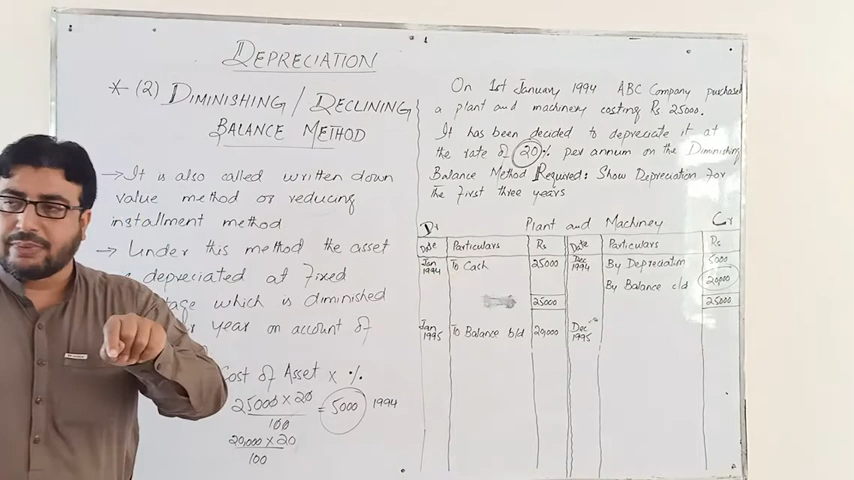 DEPRECIATION
* (2) DIMINISHING / DECLINING
BALANCE METHOD
→ It is also called written down
value method or reducing
installment method
→ Under this method the asset
depreciated at fixed
which is diminished
year on account of
Cost of Asset x %
25000 x 20
100
= 5000 1994
20,000 x 20
100
On 1st January 1994 ABC Company purchased
a plant and machinery costing Rs 25000.
It has been decided to depreciate it at
the rate of 20% per annum on the Diminishing
Balance Method Required: Show Depreciation For
The First three years
Dr Plant and Machinery Cr
Date Particulars Rs Date Particulars Rs
Jan 1994 To Cash 25000 Dec 1994 By Depreciation 5000
By Balance c/d 20,000
25000 25000
Jan 1995 To Balance b/d 20,000 Dec 1995